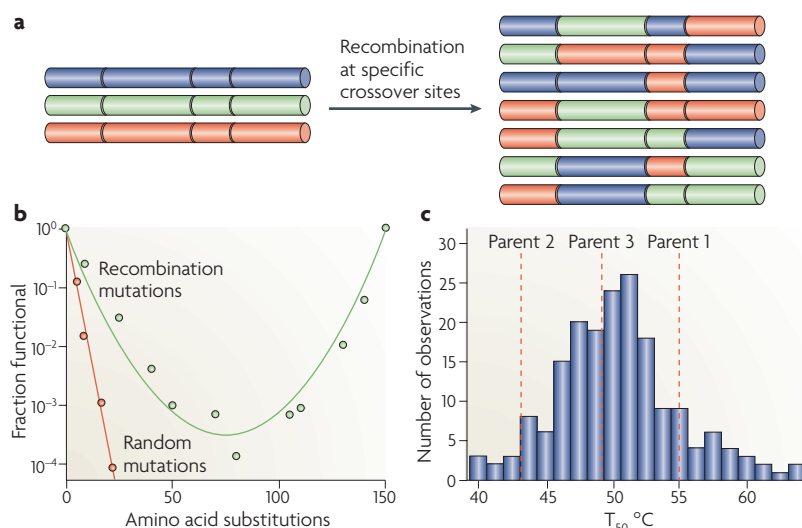 a
Recombination
at specific
crossover sites
b
Fraction functional
10⁰
10⁻¹
10⁻²
10⁻³
10⁻⁴
Recombination
mutations
Random
mutations
0
50
100
150
Amino acid substitutions
c
Number of observations
30
25
20
15
10
5
0
Parent 2
Parent 3
Parent 1
40
45
50
55
60
T₅₀ °C